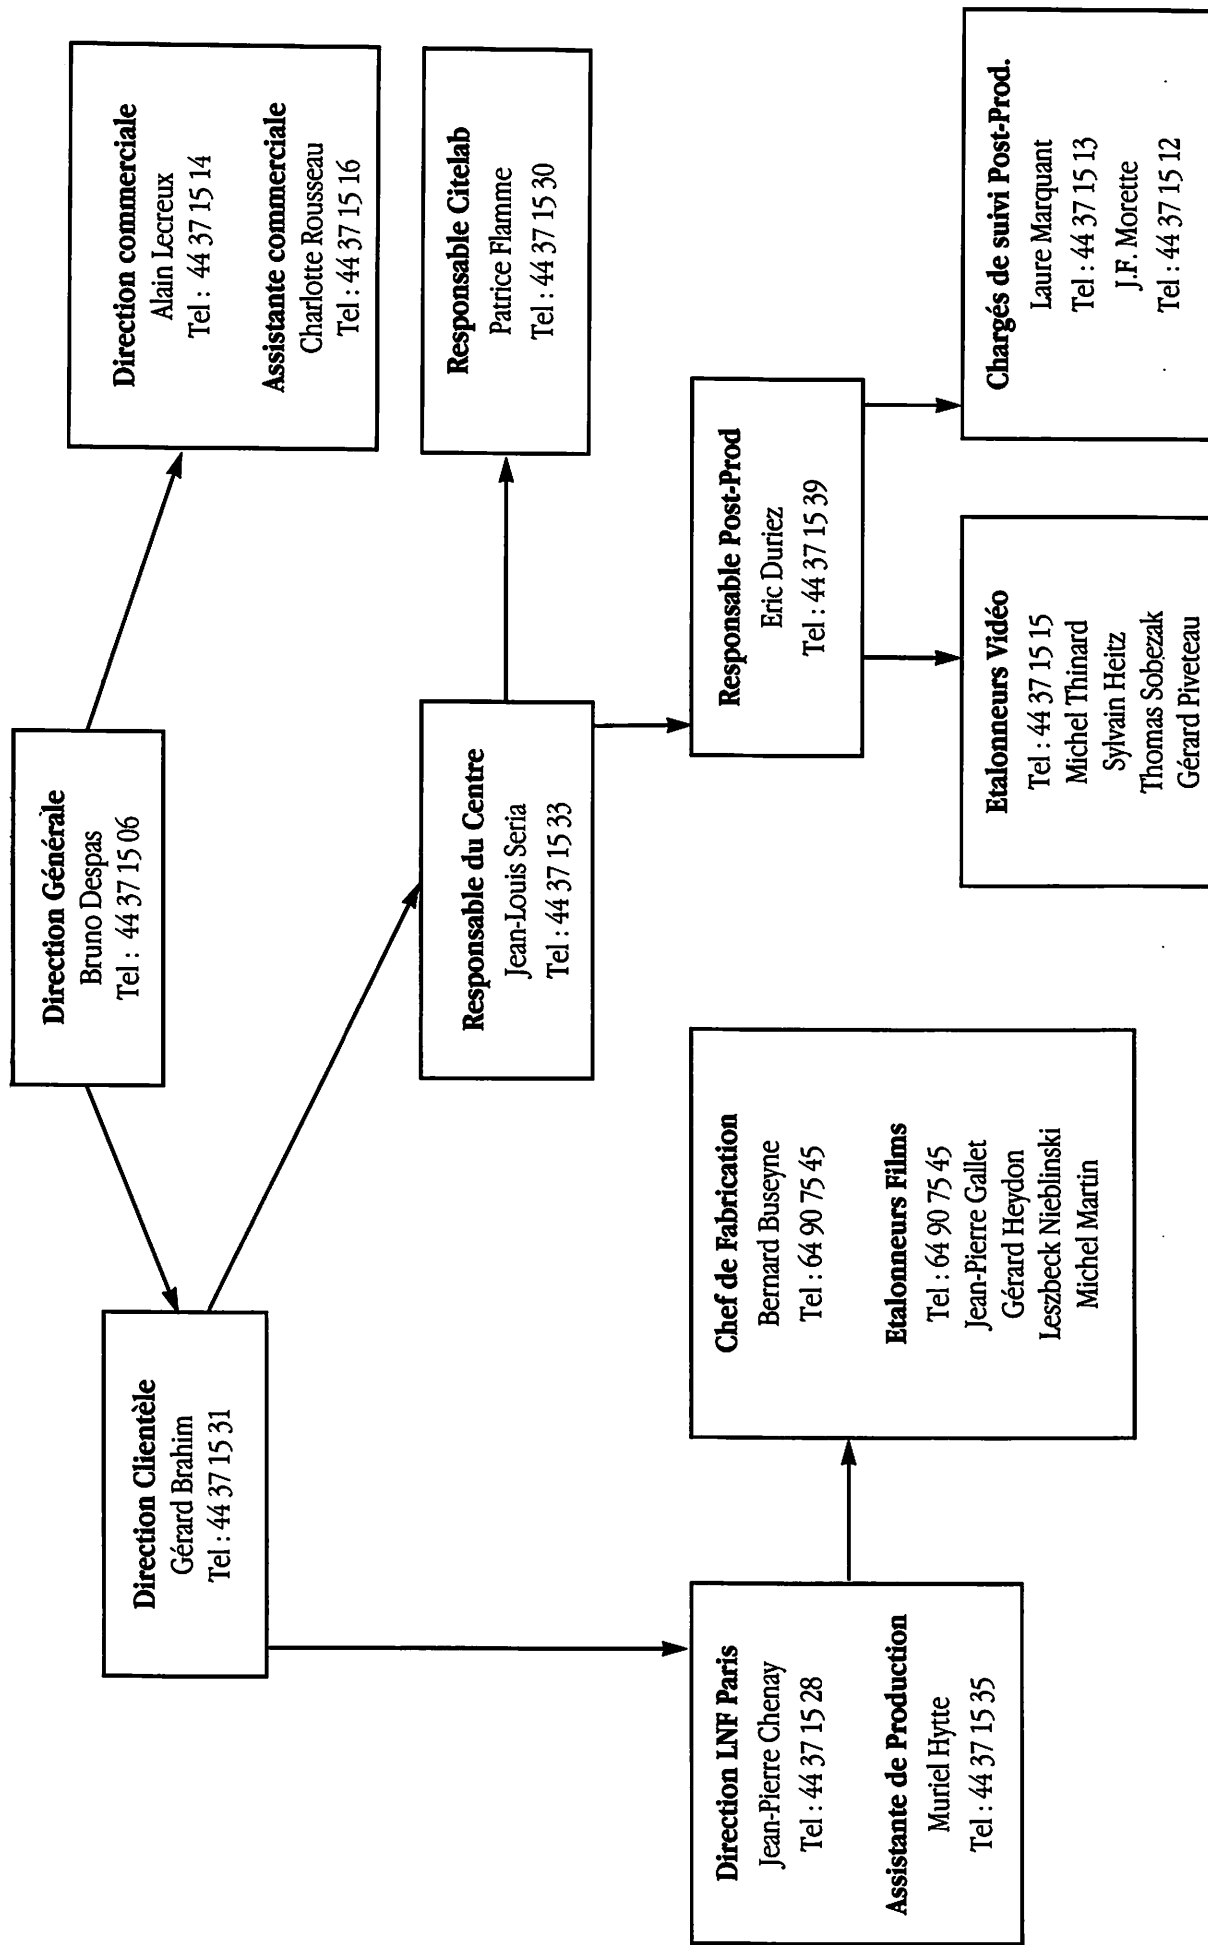 Direction Générale
Bruno Despas
Tel : 44 37 15 06
Direction Clientèle
Gérard Brahim
Tel : 44 37 15 31
Direction commerciale
Alain Lecreux
Tel : 44 37 15 14
Assistante commerciale
Charlotte Rousseau
Tel : 44 37 15 16
Responsable du Centre
Jean-Louis Seria
Tel : 44 37 15 33
Responsable Citelab
Patrice Flamme
Tel : 44 37 15 30
Direction LNF Paris
Jean-Pierre Chenay
Tel : 44 37 15 28
Assistante de Production
Muriel Hytte
Tel : 44 37 15 35
Chef de Fabrication
Bernard Buseyne
Tel : 64 90 75 45
Etalonneurs Films
Tel : 64 90 75 45
Jean-Pierre Gallet
Gérard Heydon
Leszbeck Nieblinski
Michel Martin
Responsable Post-Prod
Eric Duriez
Tel : 44 37 15 39
Etalonneurs Vidéo
Tel : 44 37 15 15
Michel Thinard
Sylvain Heitz
Thomas Sobezak
Gérard Piveteau
Chargés de suivi Post-Prod.
Laure Marquant
Tel : 44 37 15 13
J.F. Morette
Tel : 44 37 15 12